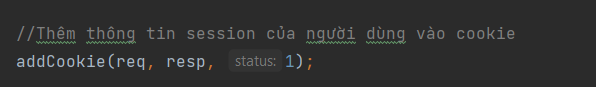 //Thêm thông tin session của người dùng vào cookie
addCookie(req, resp, status: 1);